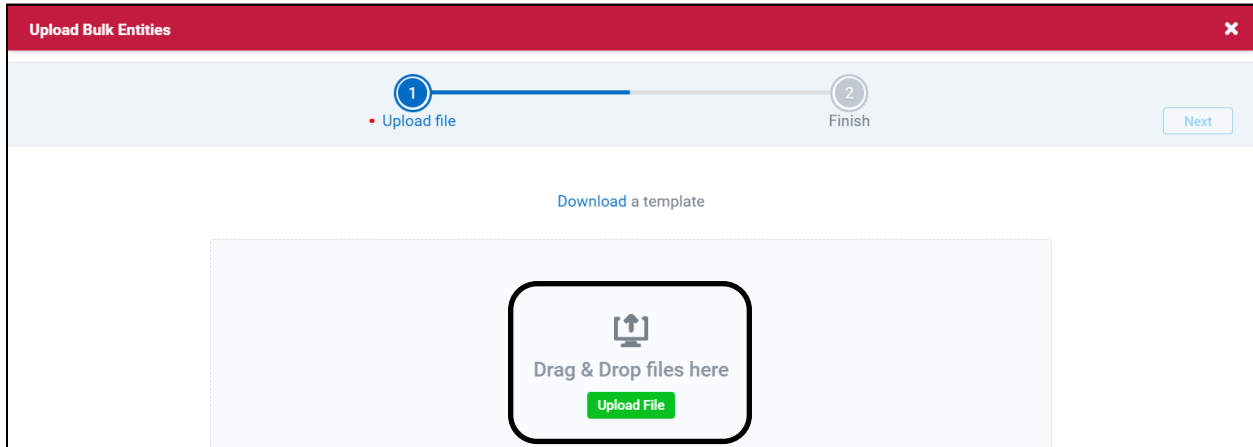 Upload Bulk Entities
1
2
Upload file
Finish
Next
Download a template
Drag & Drop files here
Upload File